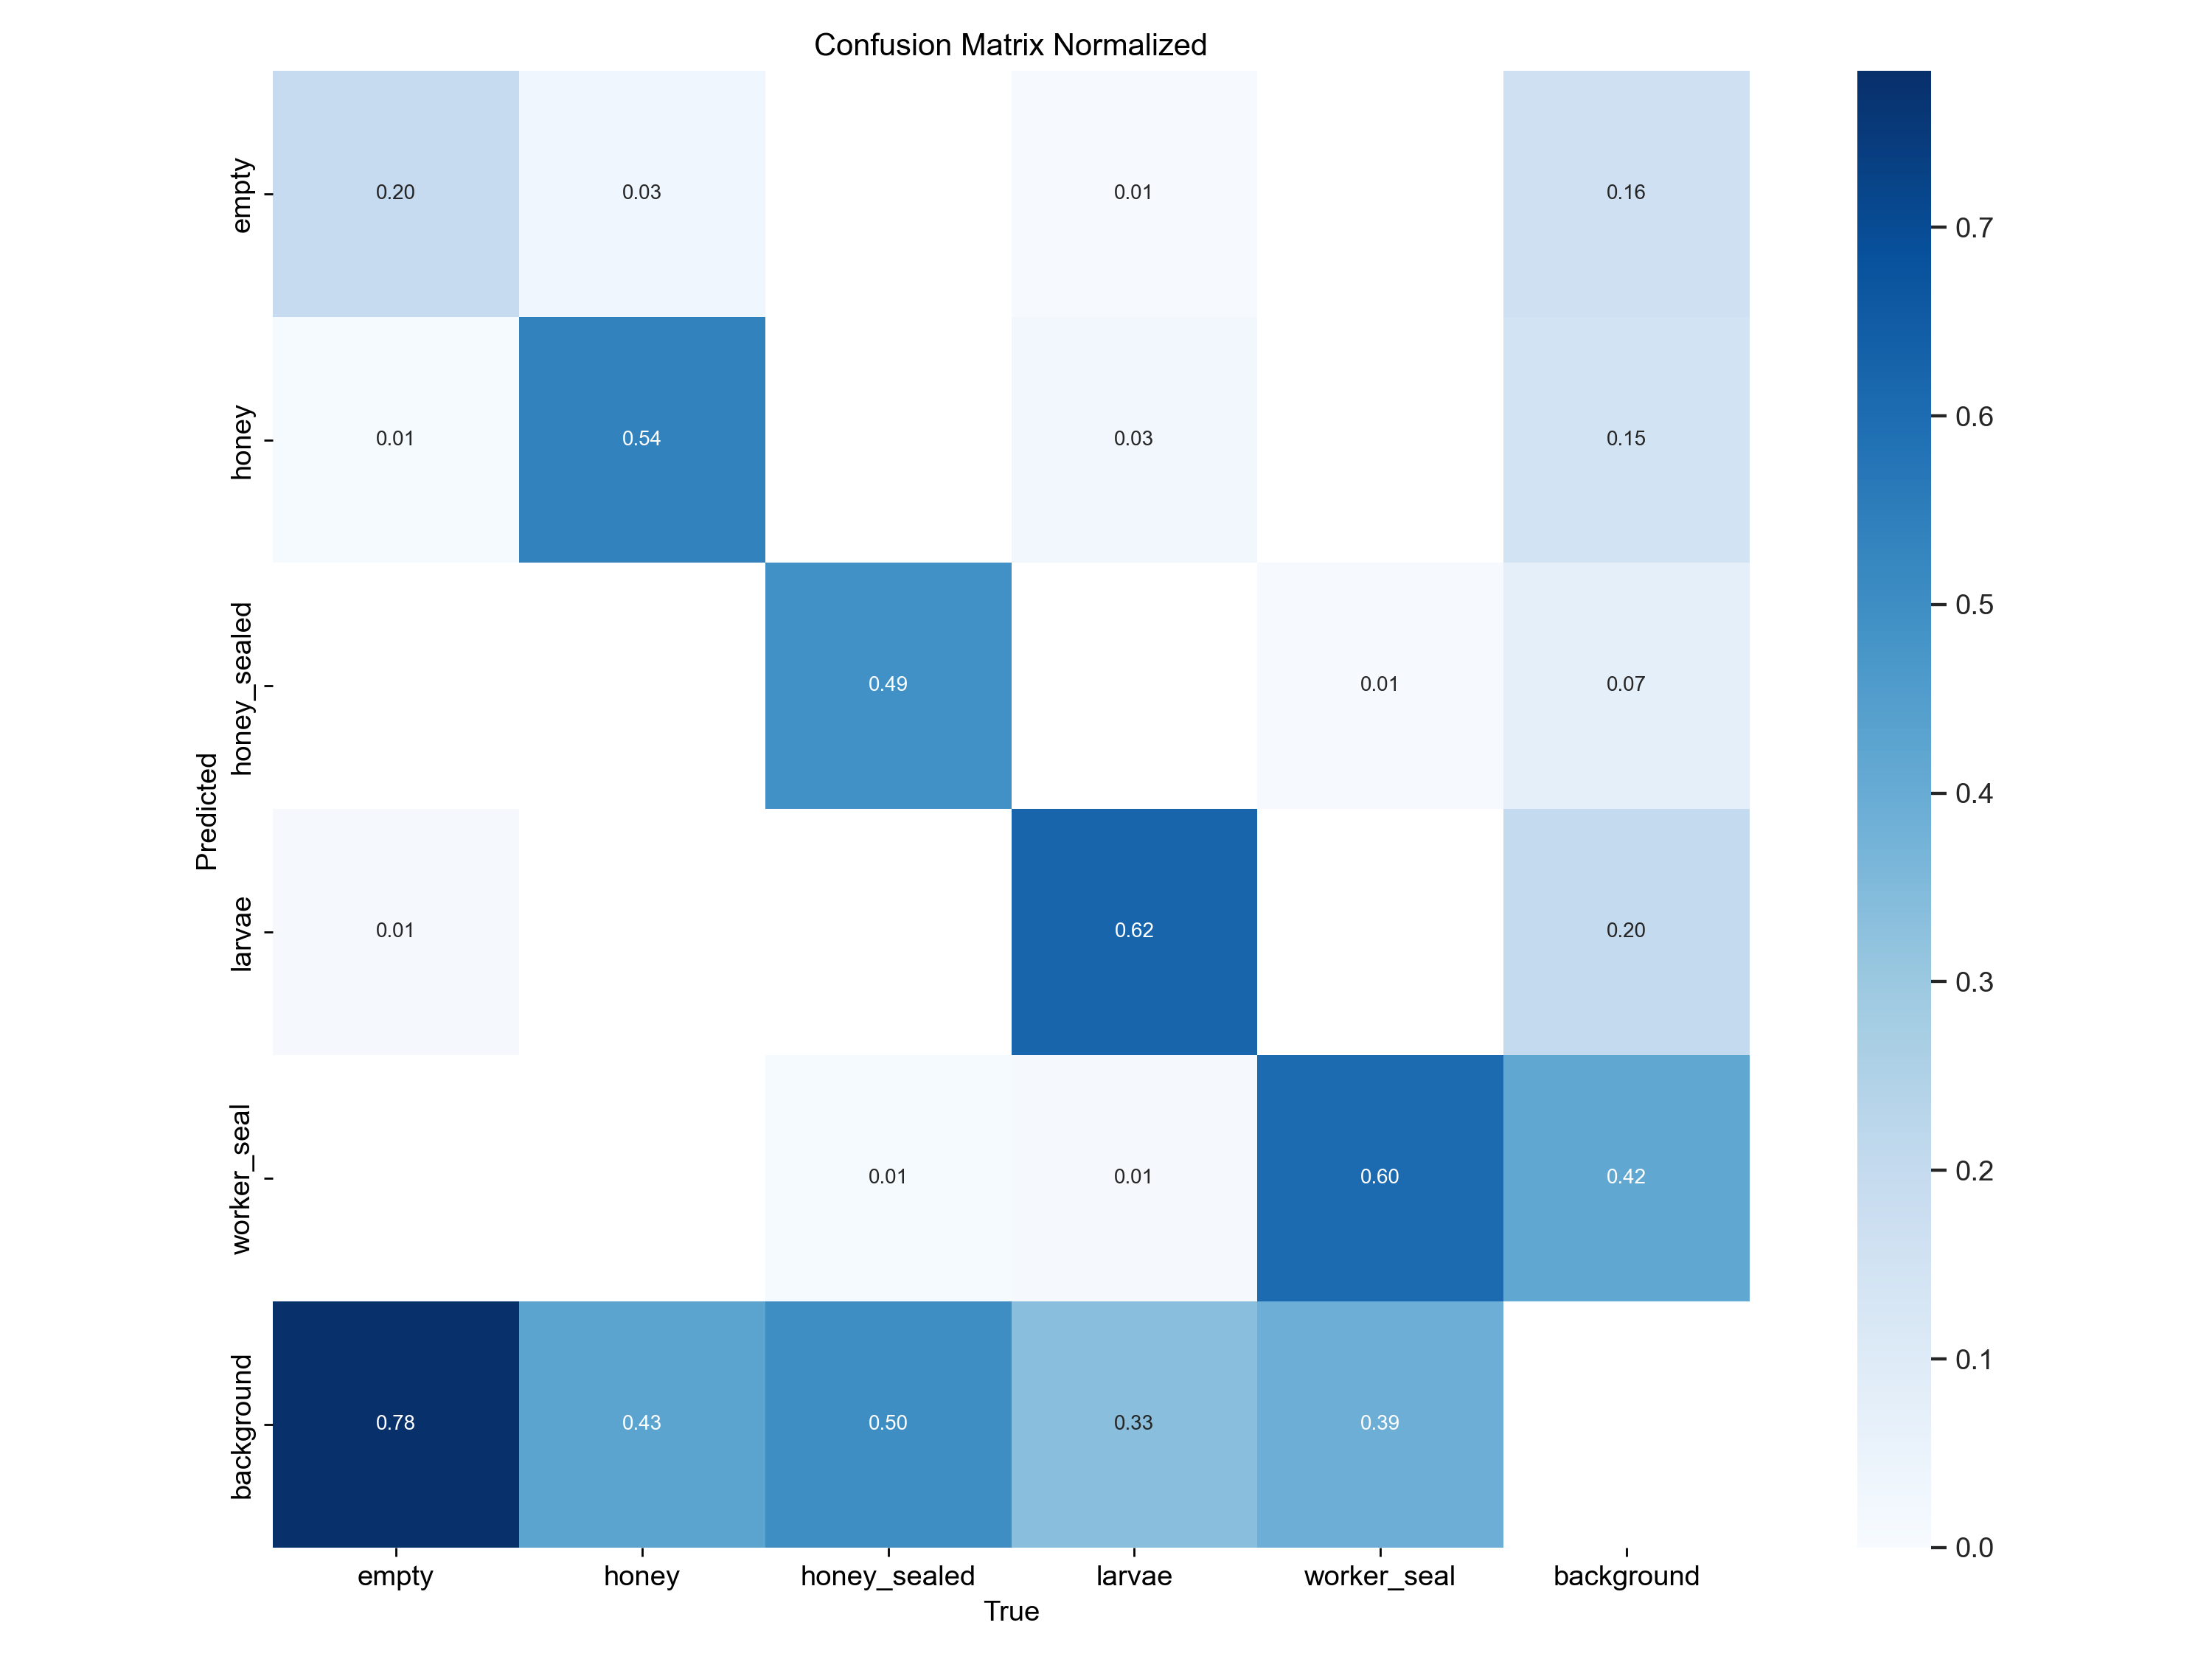 Confusion Matrix Normalized
empty
0.20
0.03
0.01
0.16
honey
0.01
0.54
0.03
0.15
honey_sealed
0.49
0.01
0.07
larvae
0.01
0.62
0.20
worker_seal
0.01
0.01
0.60
0.42
background
0.78
0.43
0.50
0.33
0.39
Predicted
empty
honey
honey_sealed
larvae
worker_seal
background
True
0.7
0.6
0.5
0.4
0.3
0.2
0.1
0.0